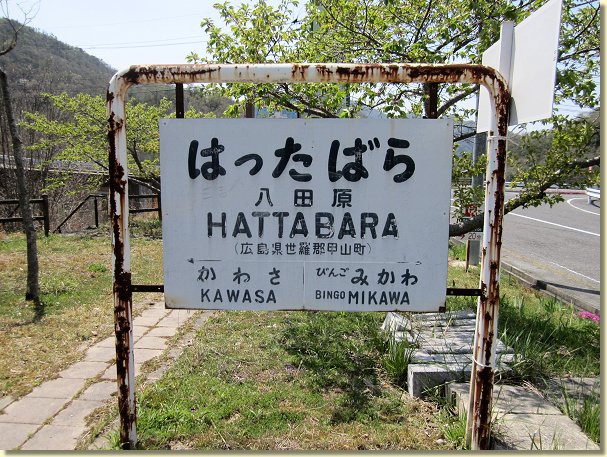 はったばら
八田原
HATTABARA
（広島県世羅郡甲山町）
かわさ びんごみかわ
KAWASA BINGO MIKAWA